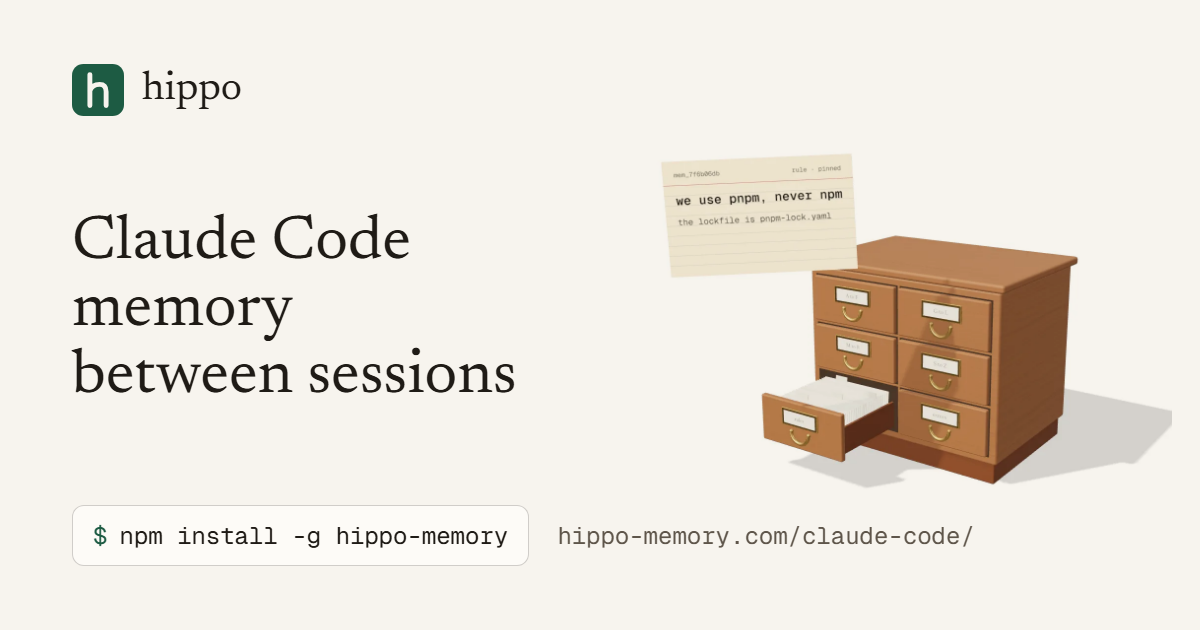 h hippo
mem_7f0b06db rule · pinned
we use pnpm, never npm
the lockfile is pnpm-lock.yaml
Claude Code
memory
between sessions
$ npm install -g hippo-memory
hippo-memory.com/claude-code/